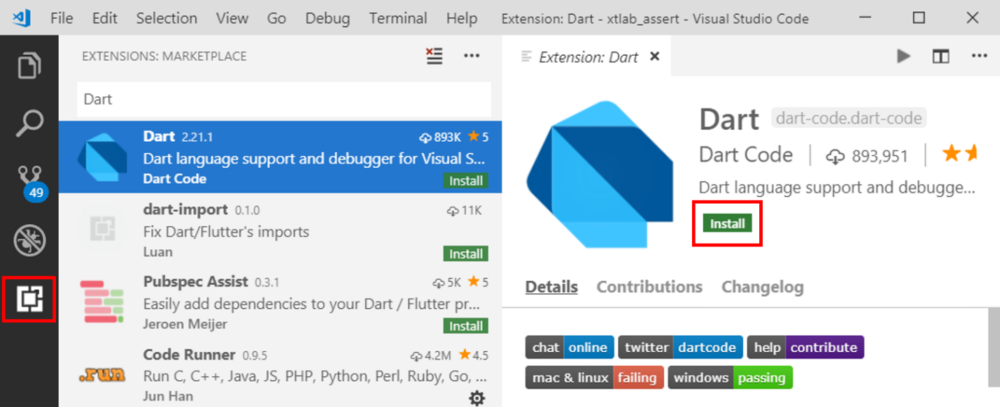 File Edit Selection View Go Debug Terminal Help Extension: Dart - xtlab_assert - Visual Studio Code
EXTENSIONS: MARKETPLACE
Extension: Dart
Dart
49
Dart 2.21.1 893K 5
Dart language support and debugger for Visual S...
Dart Code Install
dart-import 0.1.0 11K
Fix Dart/Flutter's imports
Luan Install
Pubspec Assist 0.3.1 5K 5
Easily add dependencies to your Dart / Flutter pr...
Jeroen Meijer Install
.run
Code Runner 0.9.5 4.2M 4.5
Run C, C++, Java, JS, PHP, Python, Perl, Ruby, Go, ...
Jun Han
Dart dart-code.dart-code
Dart Code 893,951
Dart language support and debugge...
Install
Details Contributions Changelog
chat online twitter dartcode help contribute
mac & linux failing windows passing